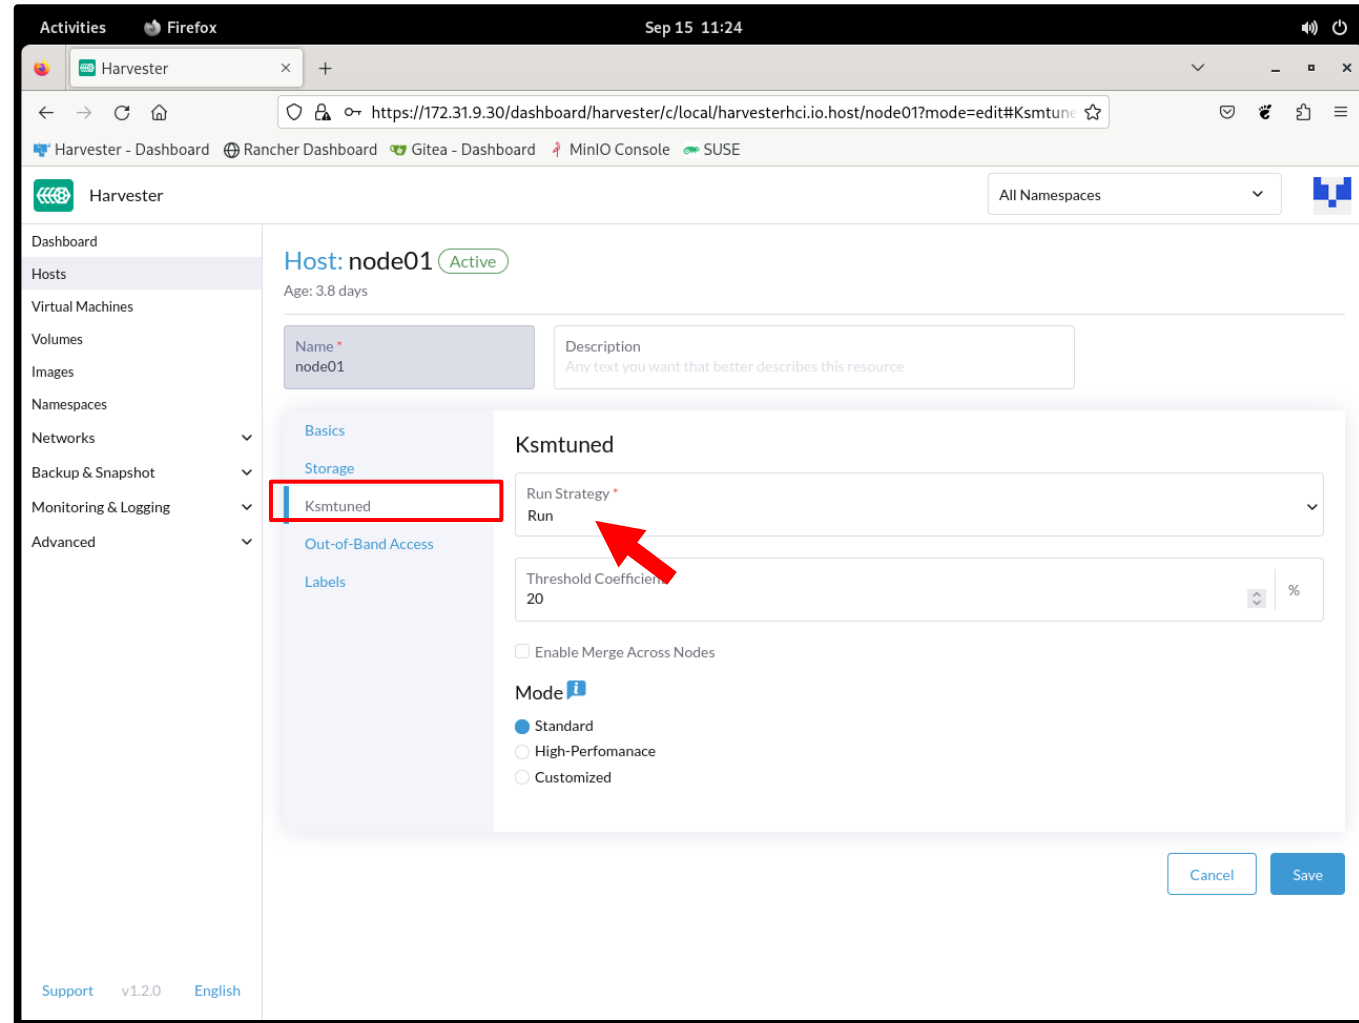 Activities Firefox Sep 15 11:24
Harvester
https://172.31.9.30/dashboard/harvester/c/local/harvesterhci.io.host/node01?mode=edit#Ksmtune
Harvester - Dashboard Rancher Dashboard Gitea - Dashboard MinIO Console SUSE
Harvester All Namespaces
Dashboard
Hosts
Virtual Machines
Volumes
Images
Namespaces
Networks
Backup & Snapshot
Monitoring & Logging
Advanced
Host: node01 Active
Age: 3.8 days
Name *
node01
Description
Any text you want that better describes this resource
Basics
Storage
Ksmtuned
Out-of-Band Access
Labels
Ksmtuned
Run Strategy *
Run
Threshold Coefficient
20 %
Enable Merge Across Nodes
Mode
Standard
High-Perfomanace
Customized
Cancel Save
Support v1.2.0 English